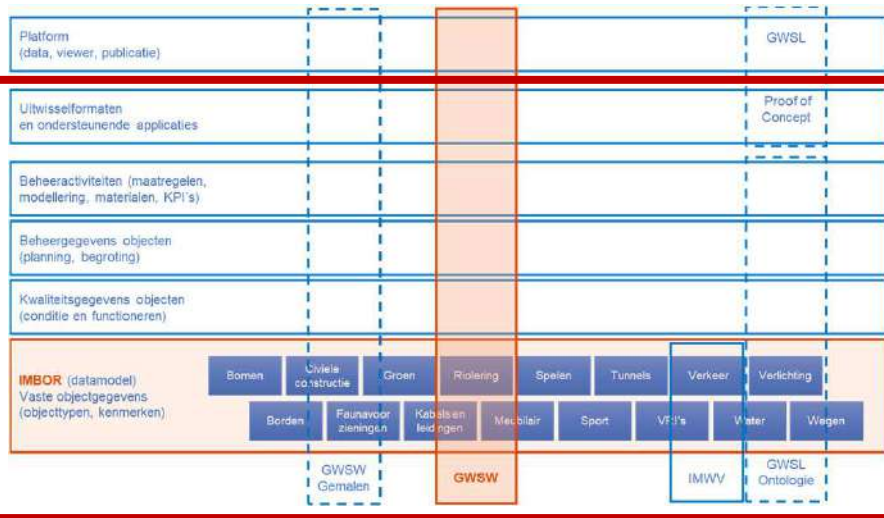 Platform
(data, viewer, publicatie)
GWSL
Uitwisselformaten
en ondersteunende applicaties
Proof of
Concept
Beheeractiviteiten (maatregelen,
modellering, materialen, KPI's)
Beheergegevens objecten
(planning, begroting)
Kwaliteitsgegevens objecten
(conditie en functioneren)
IMBOR (datamodel)
Vaste objectgegevens
(objecttypen, kenmerken)
Bomen
Civiele
constructie
Groen
Riolering
Spelen
Tunnels
Verkeer
Verlichting
Borden
Faunavoor
zieningen
Kabels en
leidingen
Meubilair
Sport
VRI's
Water
Wegen
GWSW
Gemalen
GWSW
IMWV
GWSL
Ontologie